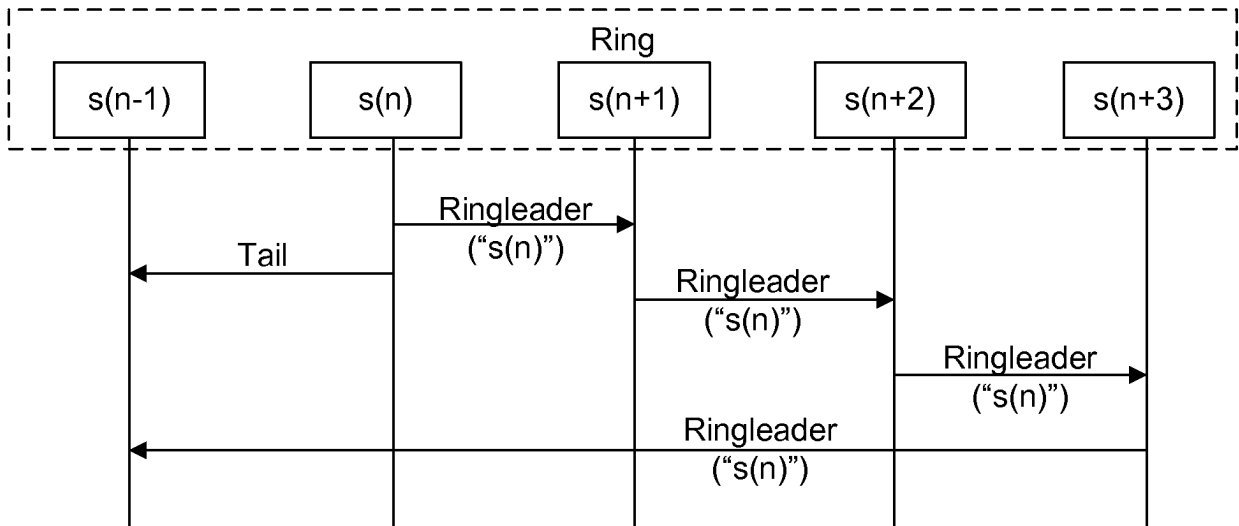 Ring
s(n-1)
s(n)
s(n+1)
s(n+2)
s(n+3)
Ringleader
(“s(n)”)
Tail
Ringleader
(“s(n)”)
Ringleader
(“s(n)”)
Ringleader
(“s(n)”)